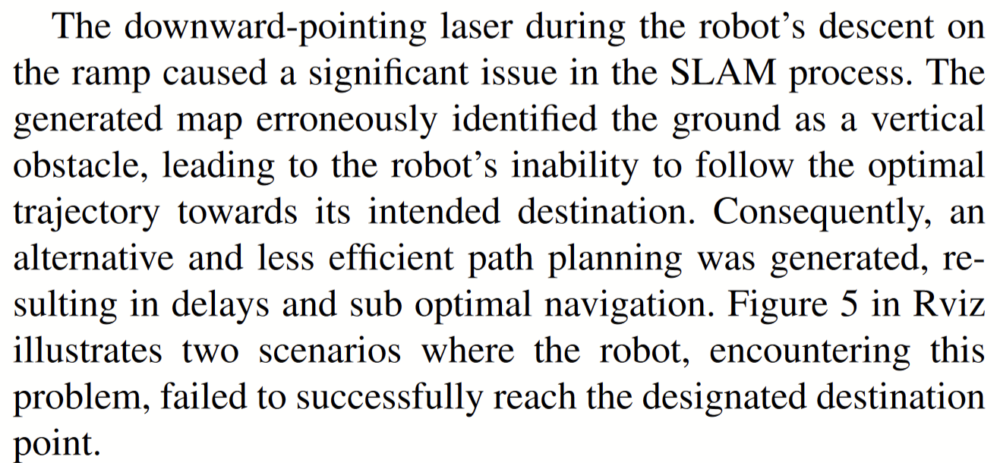 The downward-pointing laser during the robot’s descent on
the ramp caused a significant issue in the SLAM process. The
generated map erroneously identified the ground as a vertical
obstacle, leading to the robot’s inability to follow the optimal
trajectory towards its intended destination. Consequently, an
alternative and less efficient path planning was generated, re-
sulting in delays and sub optimal navigation. Figure 5 in Rviz
illustrates two scenarios where the robot, encountering this
problem, failed to successfully reach the designated destination
point.